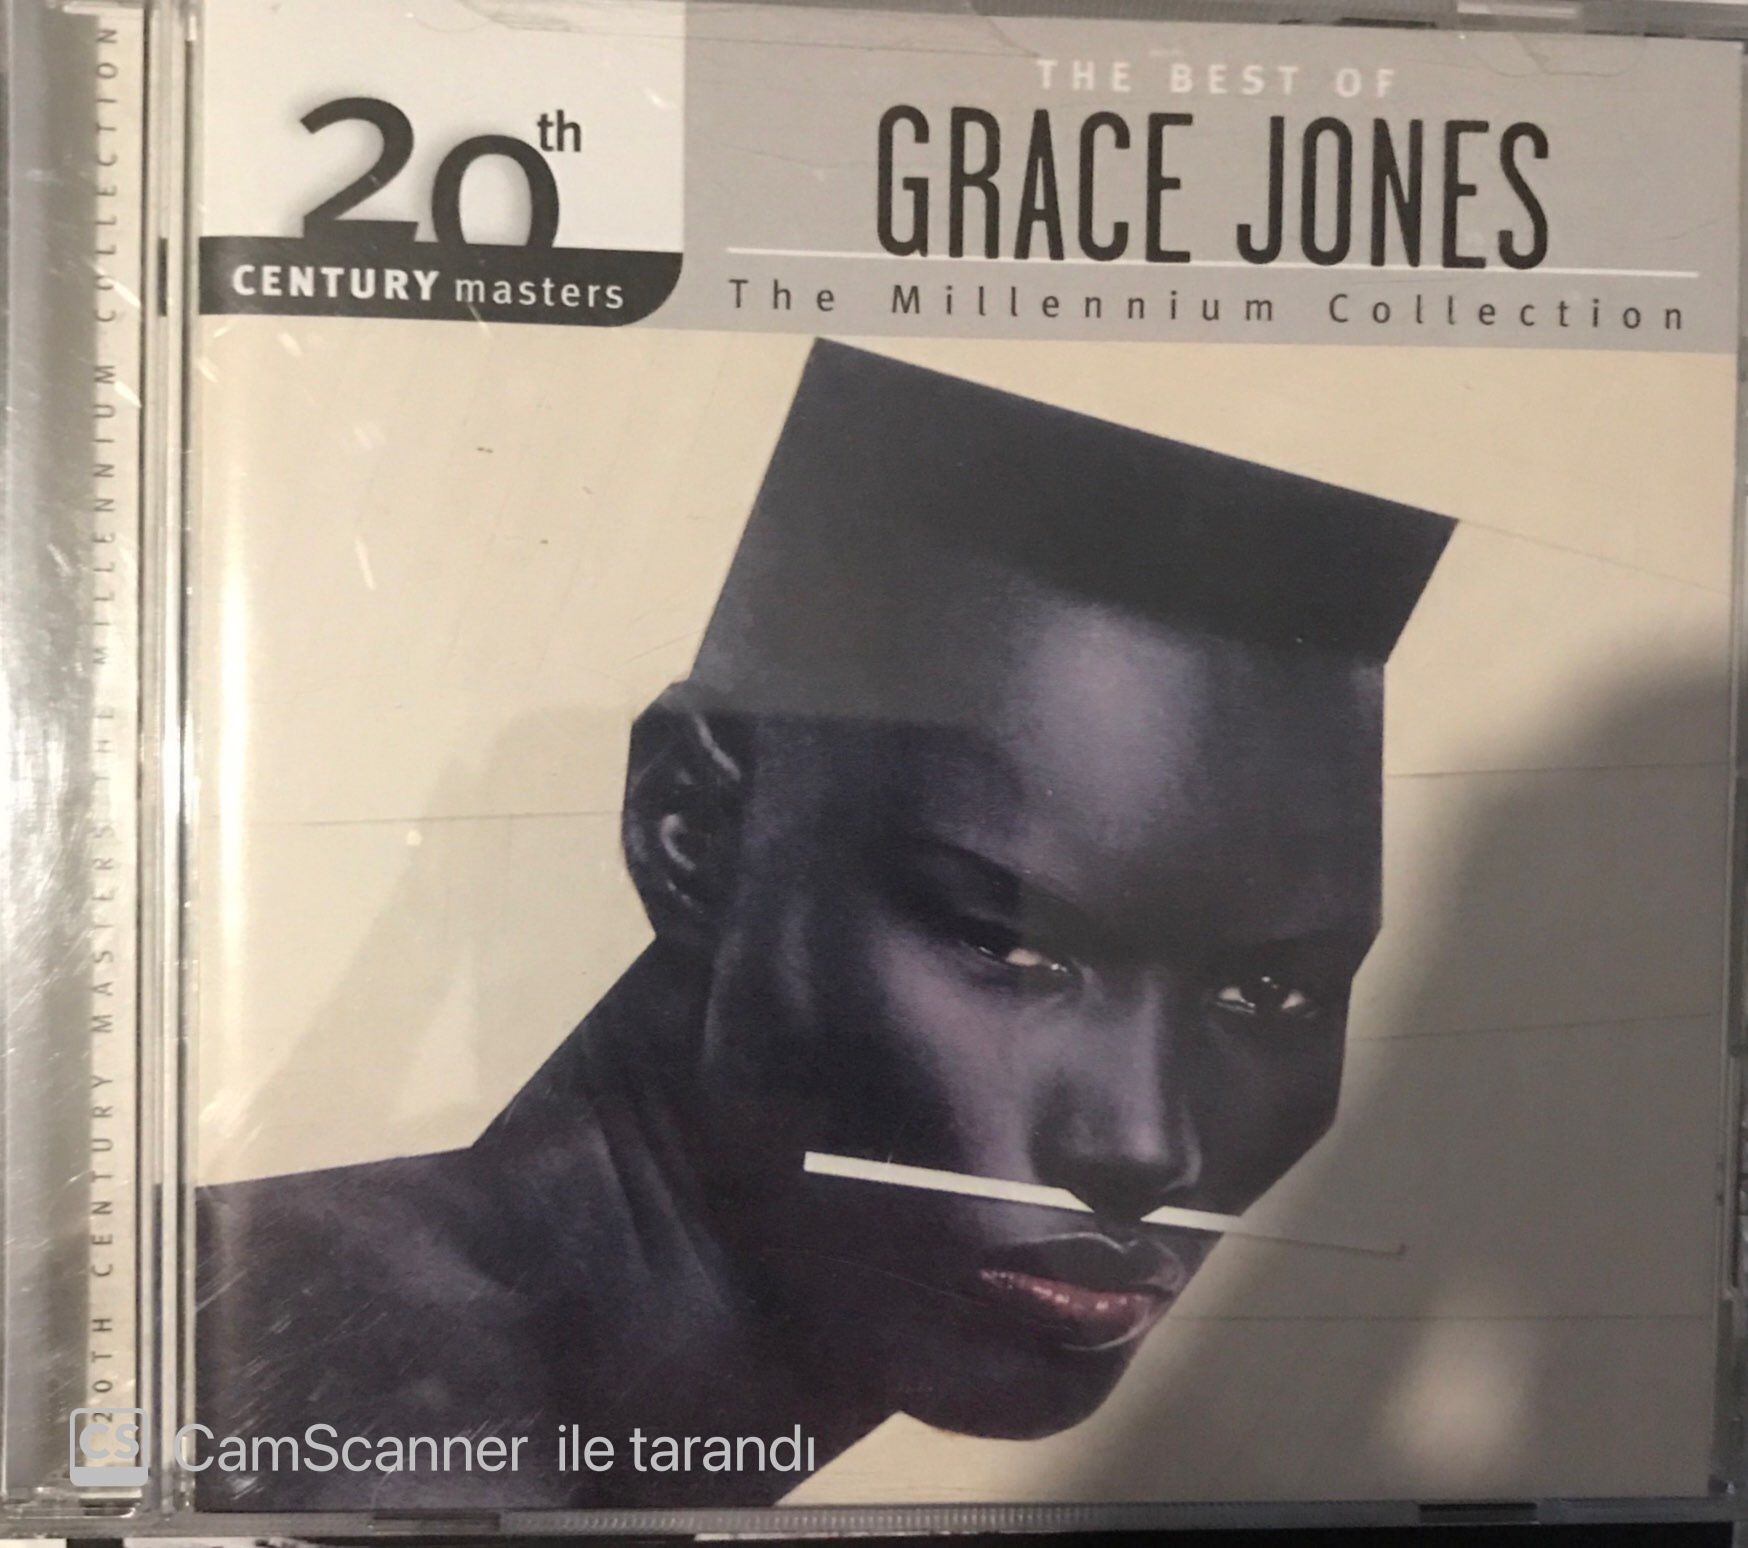 20th
CENTURY masters
THE BEST OF
GRACE JONES
The Millennium Collection
20TH CENTURY MASTERS THE MILLENNIUM COLLECTION
CS CamScanner ile tarandı